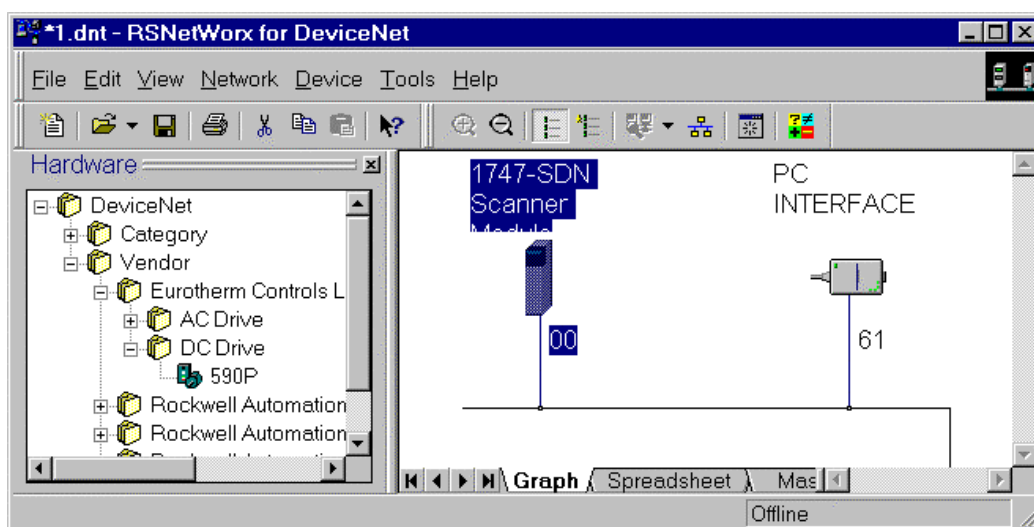 *1.dnt - RSNetWorx for DeviceNet
File Edit View Network Device Tools Help
Hardware
DeviceNet
Category
Vendor
Eurotherm Controls L
AC Drive
DC Drive
590P
Rockwell Automation
Rockwell Automation
1747-SDN
Scanner
Module
00
PC
INTERFACE
61
Graph
Spreadsheet
Mas
Offline